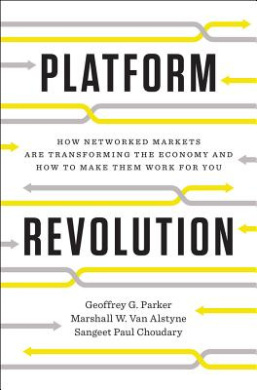 PLATFORM
HOW NETWORKED MARKETS
ARE TRANSFORMING THE ECONOMY AND
HOW TO MAKE THEM WORK FOR YOU
REVOLUTION
Geoffrey G. Parker
Marshall W. Van Alstyne
Sangeet Paul Choudary